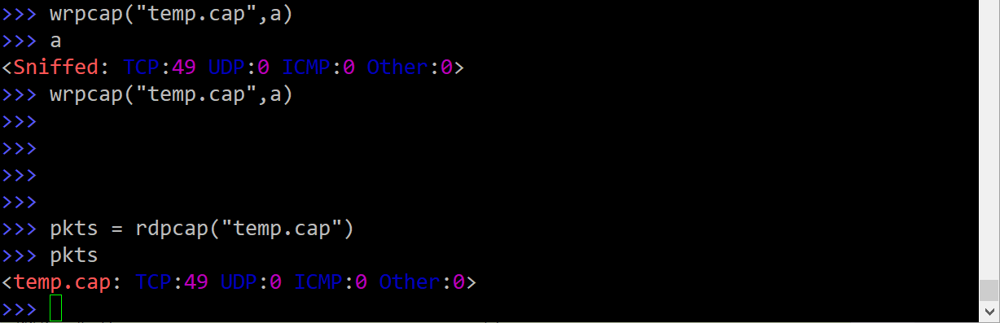 >>> wrpcap("temp.cap",a)
>>> a
<Sniffed: TCP:49 UDP:0 ICMP:0 Other:0>
>>> wrpcap("temp.cap",a)
>>>
>>>
>>>
>>>
>>> pkts = rdpcap("temp.cap")
>>> pkts
<temp.cap: TCP:49 UDP:0 ICMP:0 Other:0>
>>>